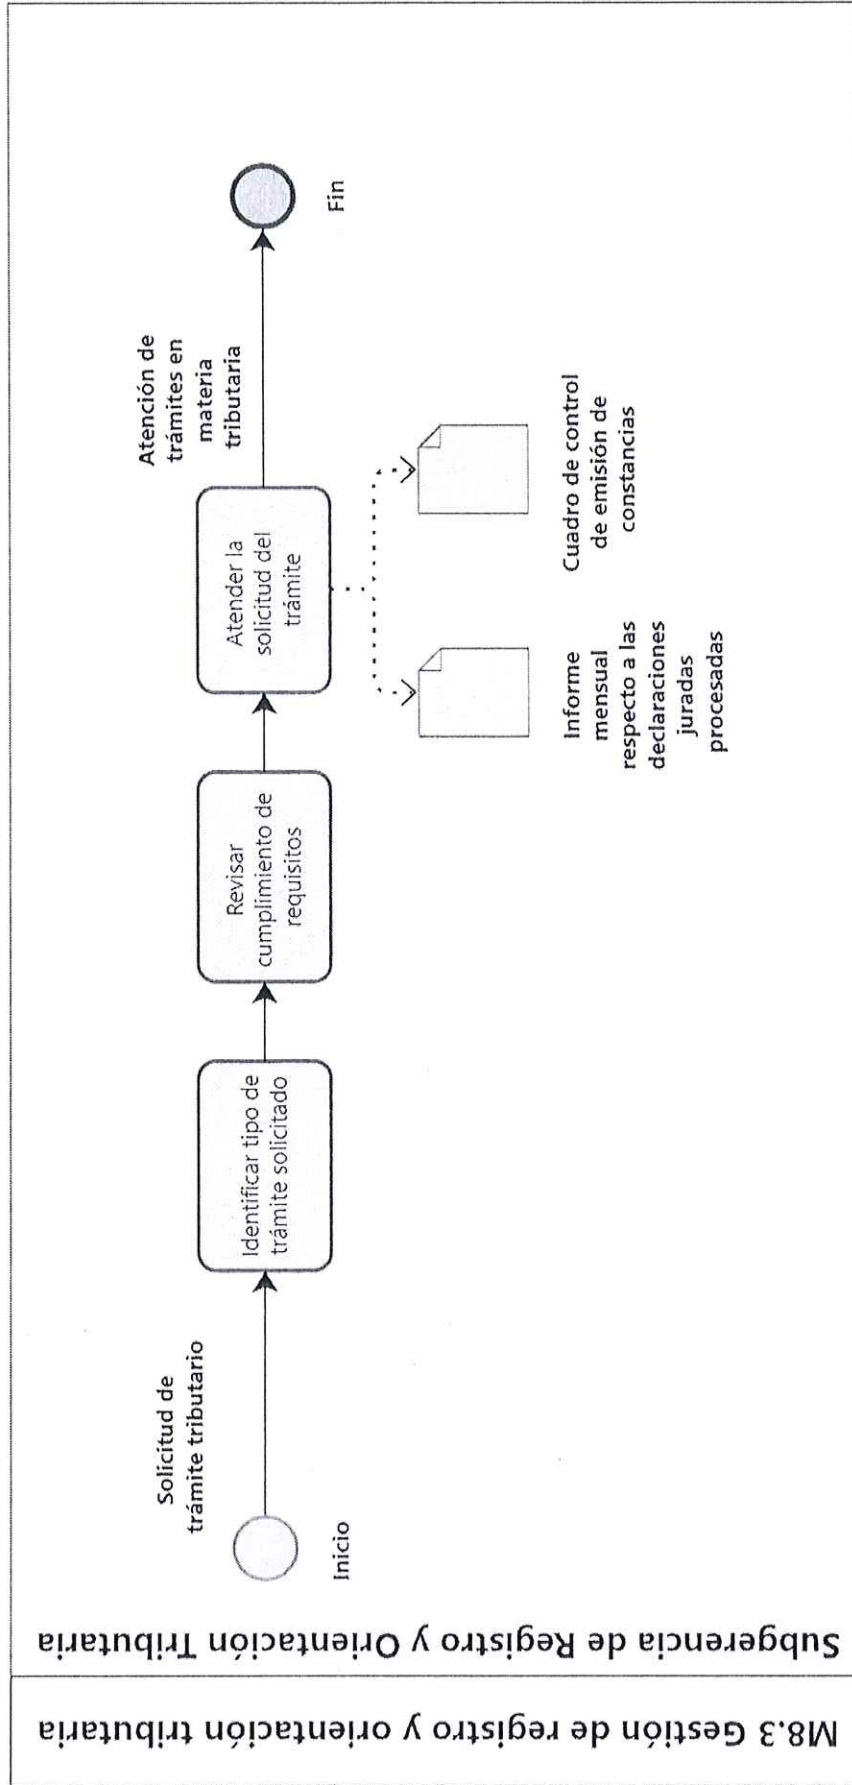 M8.3 Gestión de registro y orientación tributaria
Subgerencia de Registro y Orientación Tributaria
Inicio
Solicitud de
trámite tributario
Identificar tipo de
trámite solicitado
Revisar
cumplimiento de
requisitos
Atender la
solicitud del
trámite
Atención de
trámites en
materia
tributaria
Fin
Informe
mensual
respecto a las
declaraciones
juradas
procesadas
Cuadro de control
de emisión de
constancias